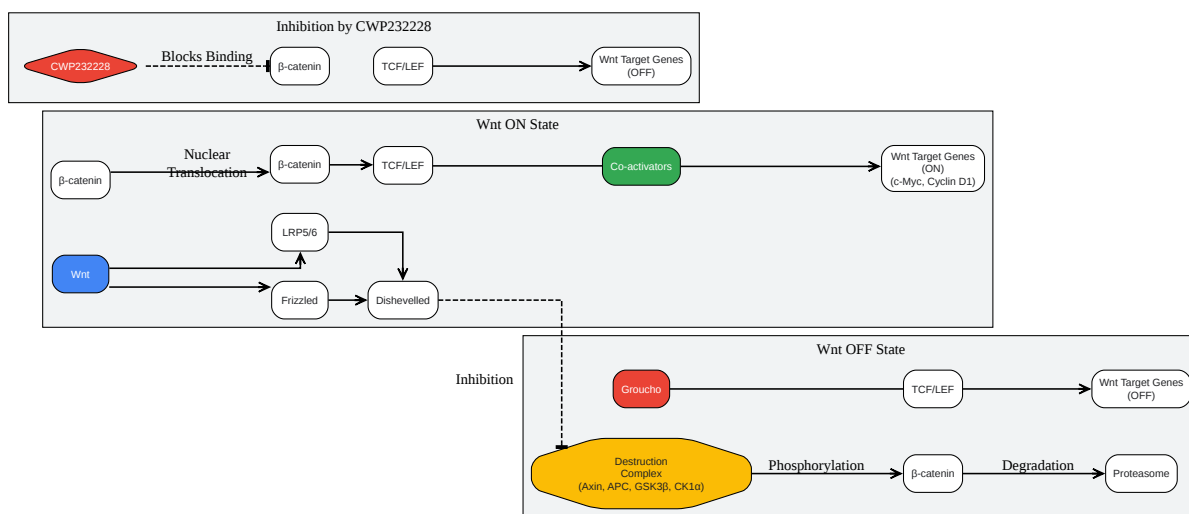 Inhibition by CWP232228
CWP232228
Blocks Binding
β-catenin
TCF/LEF
Wnt Target Genes
(OFF)
Wnt ON State
β-catenin
Nuclear
Translocation
β-catenin
TCF/LEF
Co-activators
Wnt Target Genes
(ON)
(c-Myc, Cyclin D1)
LRP5/6
Wnt
Frizzled
Dishevelled
Inhibition
Wnt OFF State
Groucho
TCF/LEF
Wnt Target Genes
(OFF)
Destruction
Complex
(Axin, APC, GSK3β, CK1α)
Phosphorylation
β-catenin
Degradation
Proteasome